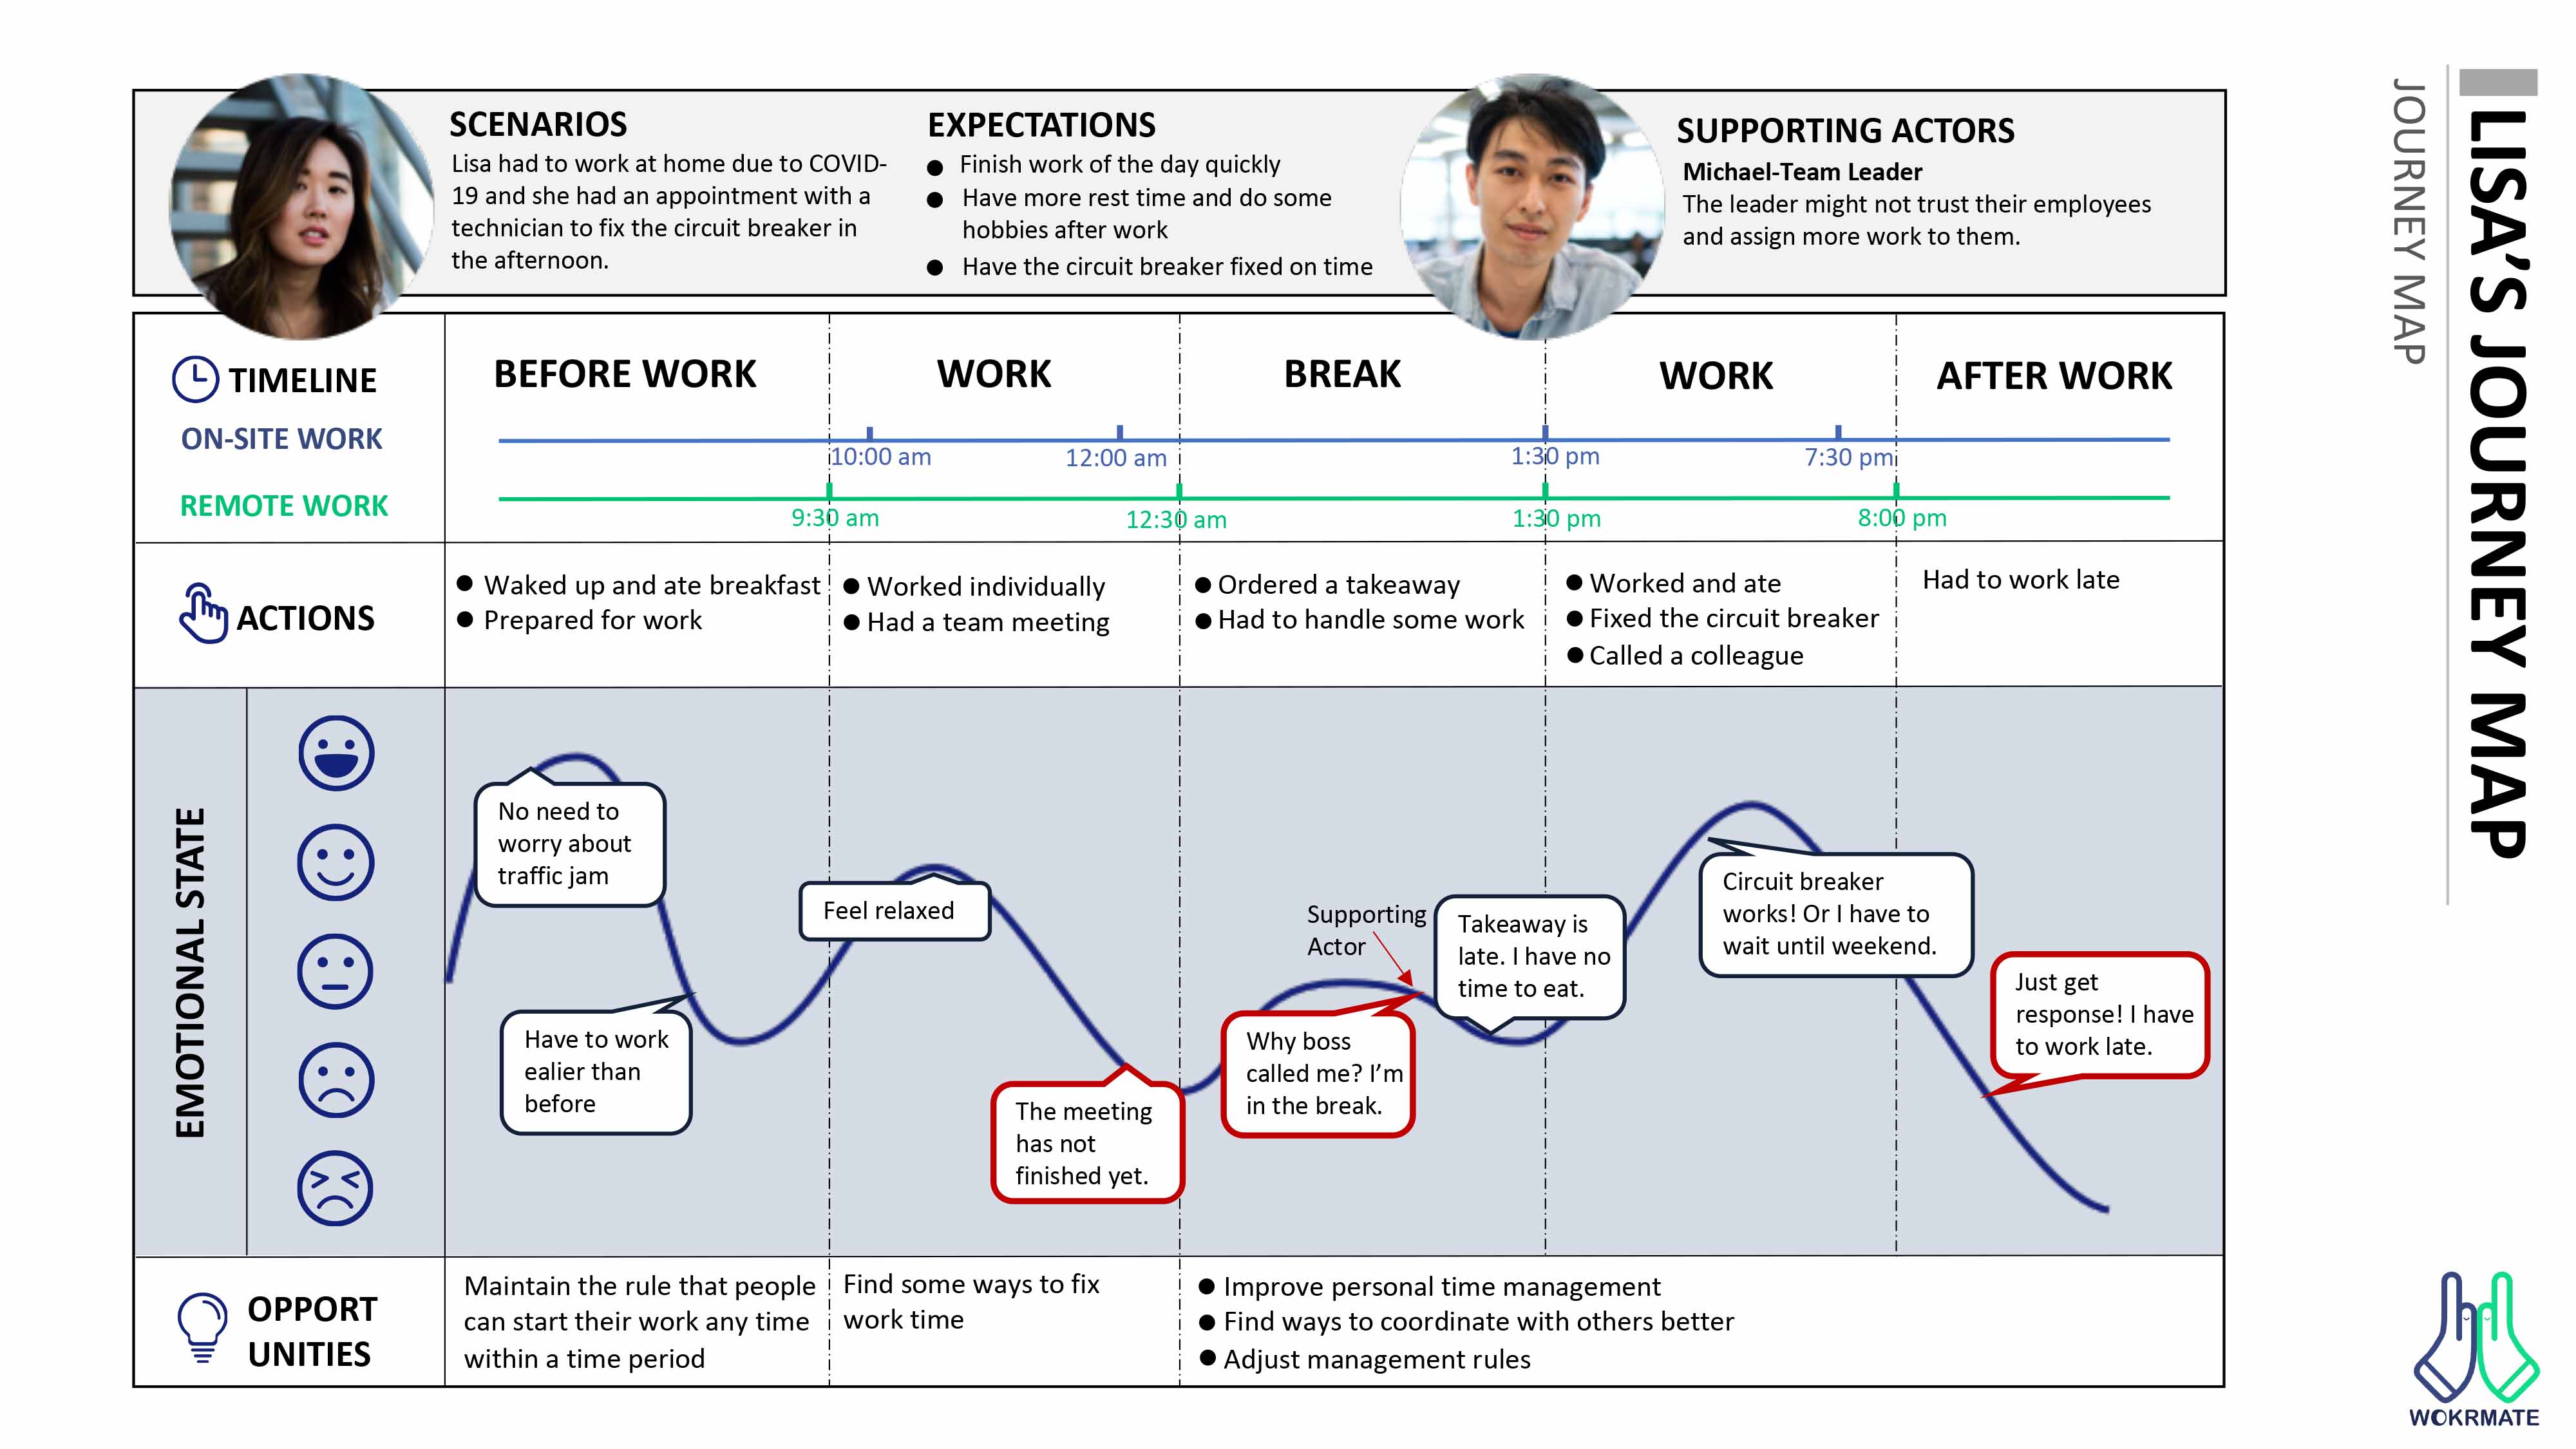 LISA'S JOURNEY MAP
JOURNEY MAP
SCENARIOS
Lisa had to work at home due to COVID-
19 and she had an appointment with a
technician to fix the circuit breaker in
the afternoon.
EXPECTATIONS
● Finish work of the day quickly
● Have more rest time and do some
hobbies after work
● Have the circuit breaker fixed on time
SUPPORTING ACTORS
Michael-Team Leader
The leader might not trust their employees
and assign more work to them.
TIMELINE
BEFORE WORK
WORK
BREAK
WORK
AFTER WORK
ON-SITE WORK
10:00 am
12:00 am
1:30 pm
7:30 pm
REMOTE WORK
9:30 am
12:30 am
1:30 pm
8:00 pm
ACTIONS
● Waked up and ate breakfast
● Prepared for work
● Worked individually
● Had a team meeting
● Ordered a takeaway
● Had to handle some work
● Worked and ate
● Fixed the circuit breaker
● Called a colleague
Had to work late
EMOTIONAL STATE
No need to
worry about
traffic jam
Have to work
ealier than
before
Feel relaxed
The meeting
has not
finished yet.
Supporting
Actor
Why boss
called me? I'm
in the break.
Takeaway is
late. I have no
time to eat.
Circuit breaker
works! Or I have to
wait until weekend.
Just get
response! I have
to work late.
OPPORT
UNITIES
Maintain the rule that people
can start their work any time
within a time period
Find some ways to fix
work time
● Improve personal time management
● Find ways to coordinate with others better
● Adjust management rules
WOKRMATE